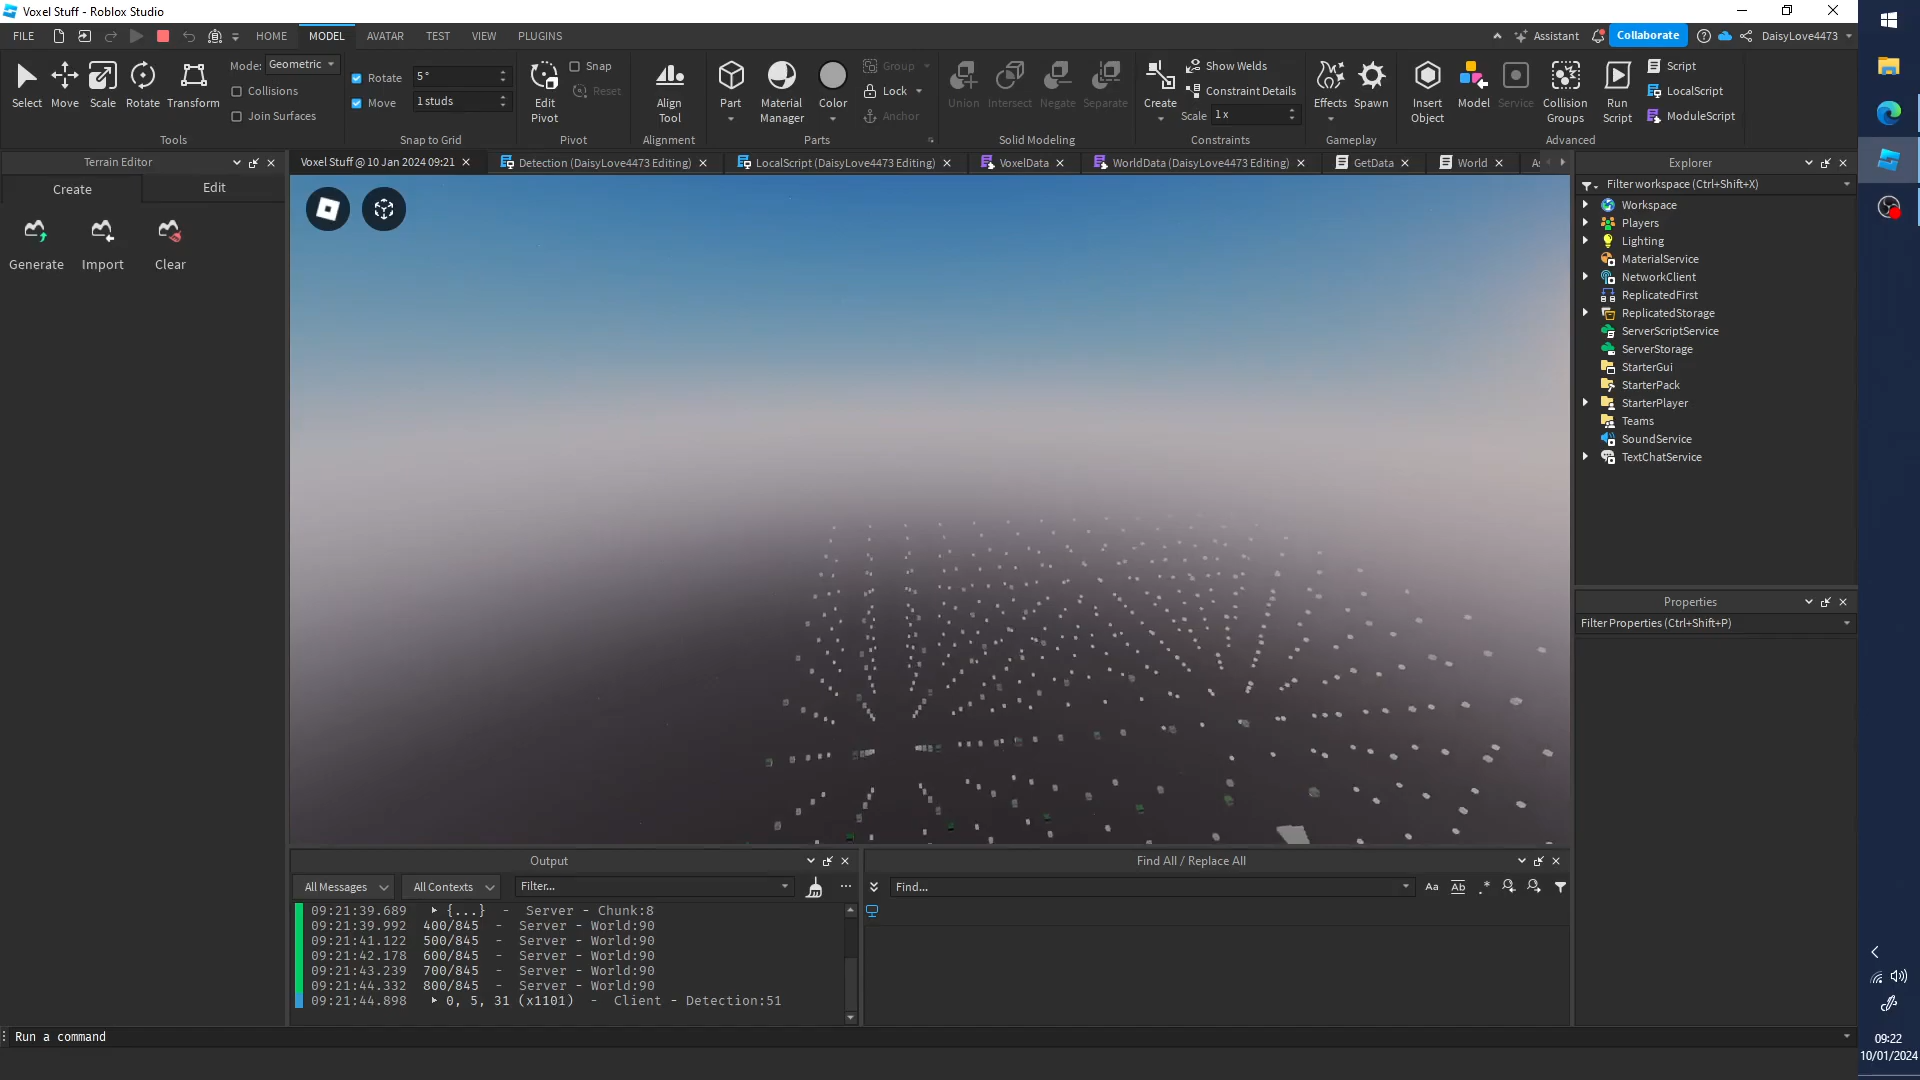 Voxel Stuff - Roblox Studio
FILE HOME MODEL AVATAR TEST VIEW PLUGINS Assistant Collaborate DaisyLove4473
Select Move Scale Rotate Transform
Mode: Geometric
Collisions
Join Surfaces
Tools
Rotate 5°
Move 1 studs
Snap to Grid
Edit Pivot
Snap
Reset
Pivot
Align Tool
Alignment
Part Material Manager Color
Group
Lock
Anchor
Parts
Union Intersect Negate Separate
Solid Modeling
Create
Show Welds
Constraint Details
Scale 1x
Constraints
Effects Spawn
Gameplay
Insert Object Model Service Collision Groups Run Script
Script
LocalScript
ModuleScript
Advanced
Terrain Editor
Create Edit
Generate Import Clear
Voxel Stuff @ 10 Jan 2024 09:21 Detection (DaisyLove4473 Editing) LocalScript (DaisyLove4473 Editing) VoxelData WorldData (DaisyLove4473 Editing) GetData World
Explorer
Filter workspace (Ctrl+Shift+X)
Workspace
Players
Lighting
MaterialService
NetworkClient
ReplicatedFirst
ReplicatedStorage
ServerScriptService
ServerStorage
StarterGui
StarterPack
StarterPlayer
Teams
SoundService
TextChatService
Properties
Filter Properties (Ctrl+Shift+P)
Output
All Messages All Contexts Filter...
09:21:39.689 {...} - Server - Chunk:8
09:21:39.992 400/845 - Server - World:90
09:21:41.122 500/845 - Server - World:90
09:21:42.178 600/845 - Server - World:90
09:21:43.239 700/845 - Server - World:90
09:21:44.332 800/845 - Server - World:90
09:21:44.898 0, 5, 31 (x1101) - Client - Detection:51
Find All / Replace All
Find... Aa Ab .*
Run a command
09:22
10/01/2024